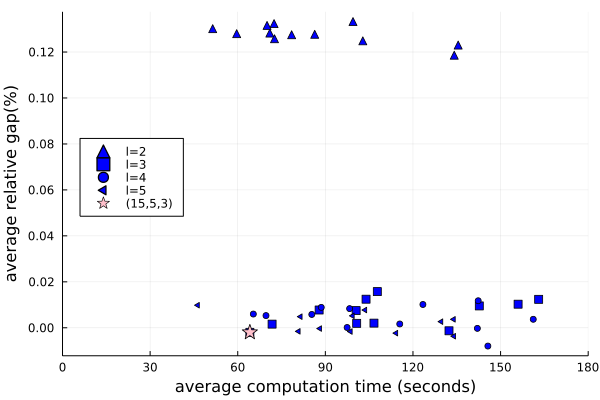 average relative gap(%)
0.12
0.10
0.08
0.06
0.04
0.02
0.00
l=2
l=3
l=4
l=5
(15,5,3)
0 30 60 90 120 150 180
average computation time (seconds)